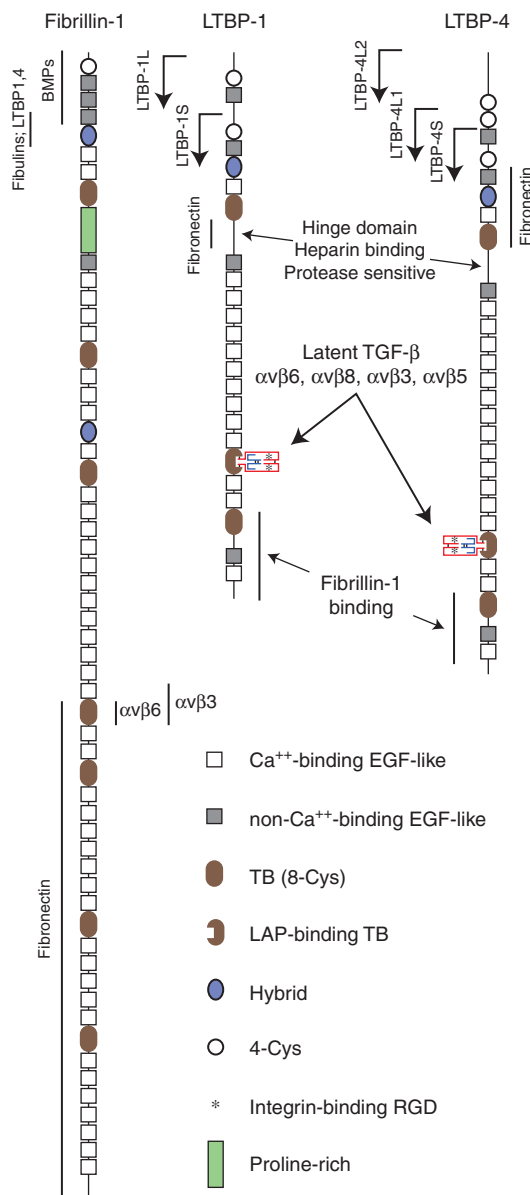 Fibrillin-1
LTBP-1
LTBP-4
BMPs
Fibulins; LTBP1,4
LTBP-1L
LTBP-1S
Fibronectin
LTBP-4L2
LTBP-4L1
LTBP-4S
Fibronectin
Hinge domain
Heparin binding
Protease sensitive
Latent TGF-β
αvβ6, αvβ8, αvβ3, αvβ5
Fibrillin-1
binding
αvβ6
αvβ3
Fibronectin
Ca⁺⁺-binding EGF-like
non-Ca⁺⁺-binding EGF-like
TB (8-Cys)
LAP-binding TB
Hybrid
4-Cys
* Integrin-binding RGD
Proline-rich